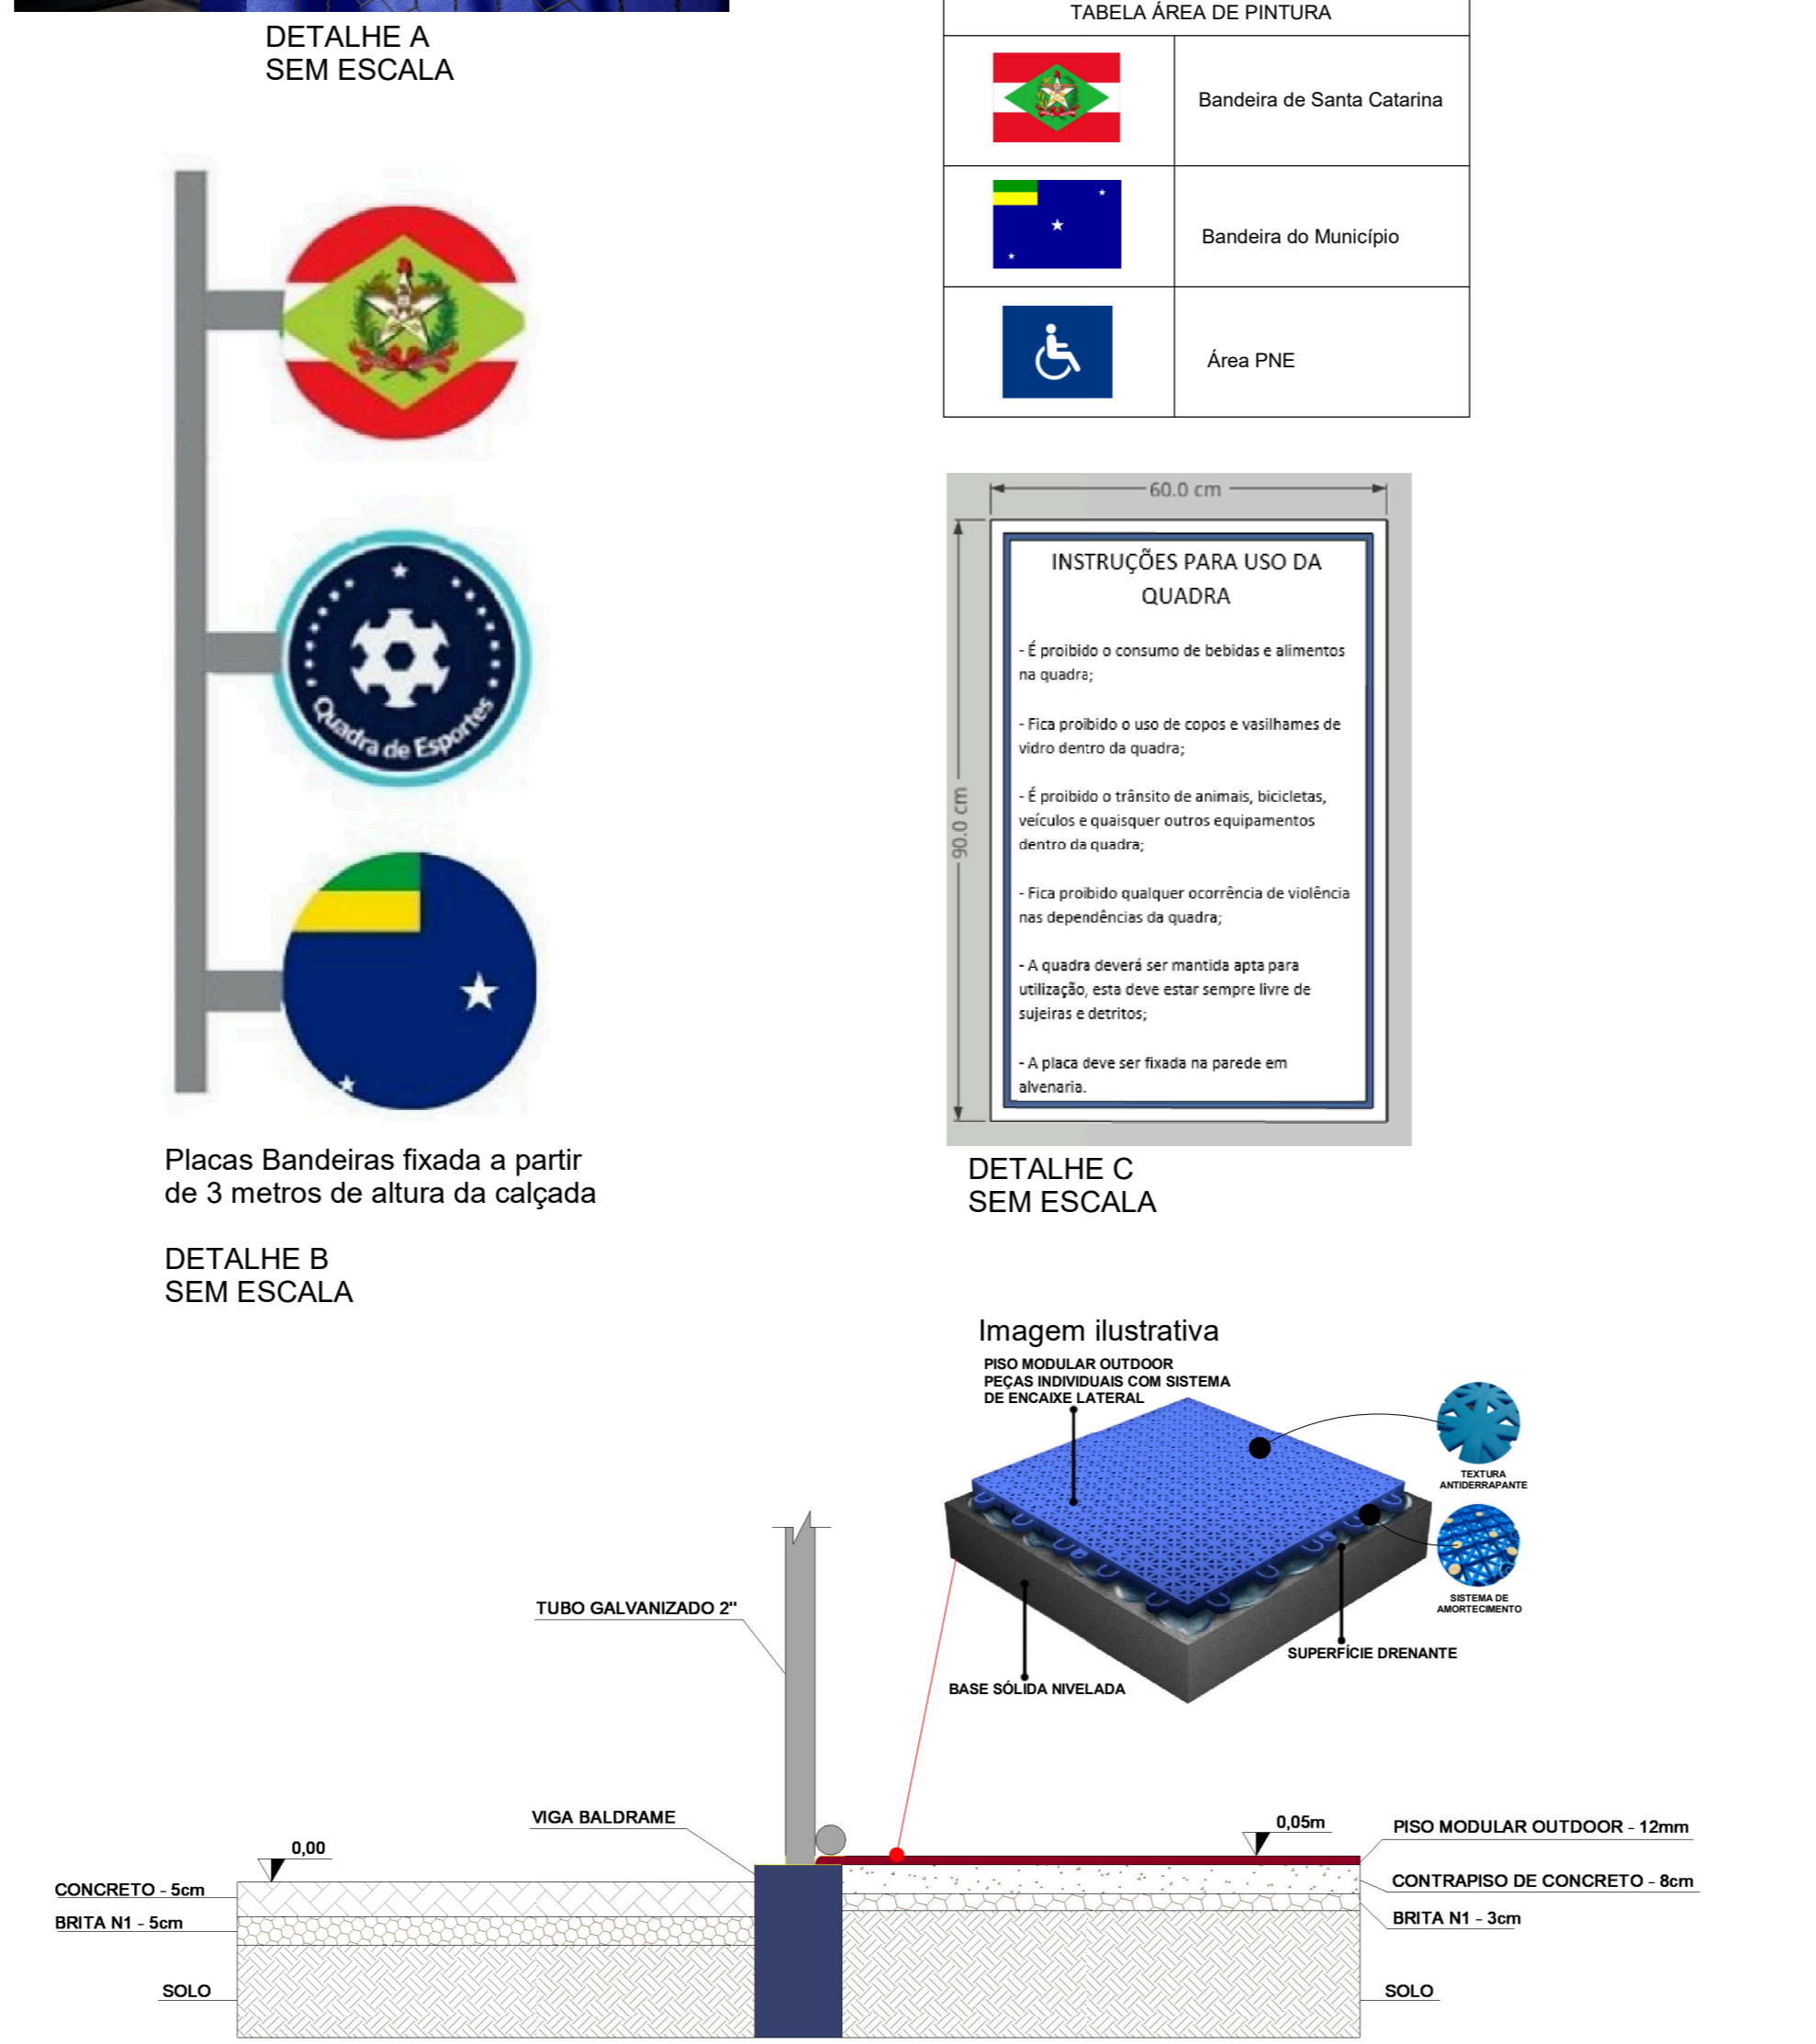 DETALHE A
SEM ESCALA
TABELA ÁREA DE PINTURA
Bandeira de Santa Catarina
Bandeira do Município
Área PNE
Quadra de Esportes
Placas Bandeiras fixada a partir
de 3 metros de altura da calçada
DETALHE B
SEM ESCALA
60.0 cm
90.0 cm
INSTRUÇÕES PARA USO DA
QUADRA
- É proibido o consumo de bebidas e alimentos
na quadra;
- Fica proibido o uso de copos e vasilhames de
vidro dentro da quadra;
- É proibido o trânsito de animais, bicicletas,
veículos e quaisquer outros equipamentos
dentro da quadra;
- Fica proibido qualquer ocorrência de violência
nas dependências da quadra;
- A quadra deverá ser mantida apta para
utilização, esta deve estar sempre livre de
sujeiras e detritos;
- A placa deve ser fixada na parede em
alvenaria.
DETALHE C
SEM ESCALA
Imagem ilustrativa
PISO MODULAR OUTDOOR
PEÇAS INDIVIDUAIS COM SISTEMA
DE ENCAIXE LATERAL
TEXTURA
ANTIDERRAPANTE
SISTEMA DE
AMORTECIMENTO
SUPERFÍCIE DRENANTE
BASE SÓLIDA NIVELADA
TUBO GALVANIZADO 2"
VIGA BALDRAME
0,00
CONCRETO - 5cm
BRITA N1 - 5cm
SOLO
0,05m
PISO MODULAR OUTDOOR - 12mm
CONTRAPISO DE CONCRETO - 8cm
BRITA N1 - 3cm
SOLO